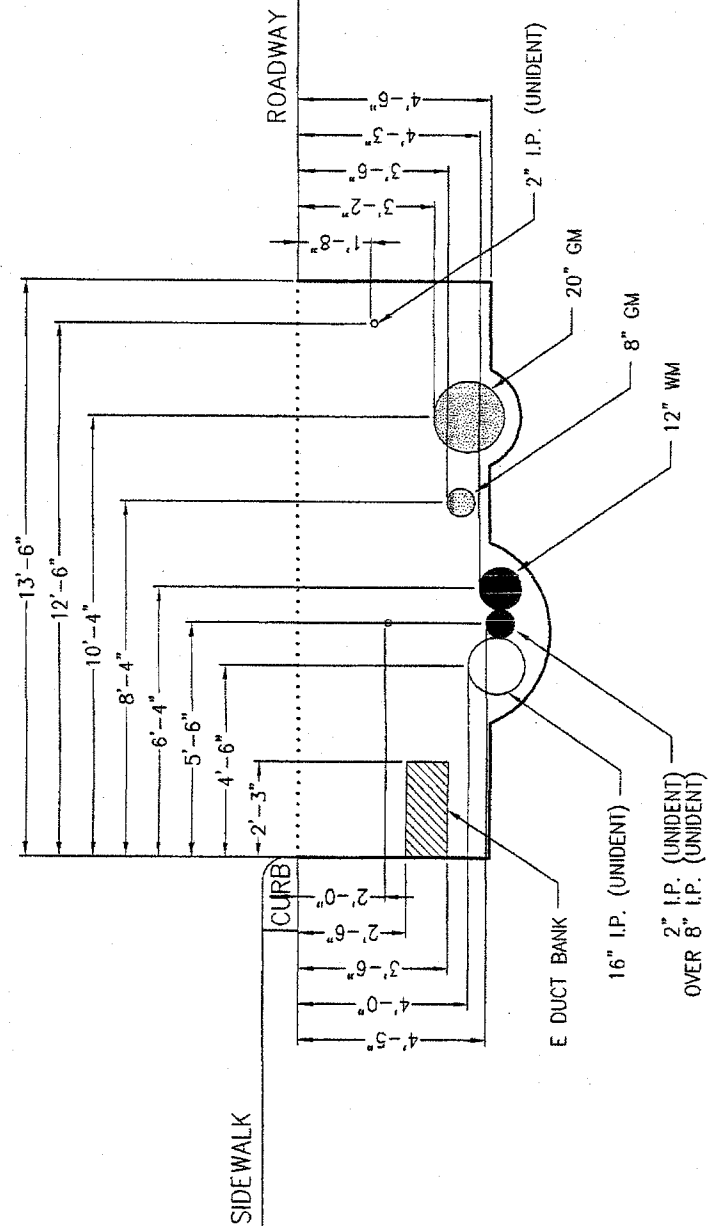 ROADWAY
13'-6"
12'-6"
10'-4"
8'-4"
6'-4"
5'-6"
4'-6"
2'-3"
4'-6"
4'-3"
3'-6"
3'-2"
1'-8"
2" I.P. (UNIDENT)
20" GM
8" GM
12" WM
2" I.P. (UNIDENT)
OVER 8" I.P. (UNIDENT)
16" I.P. (UNIDENT)
E DUCT BANK
CURB
2'-0"
2'-6"
3'-6"
4'-0"
4'-5"
SIDEWALK